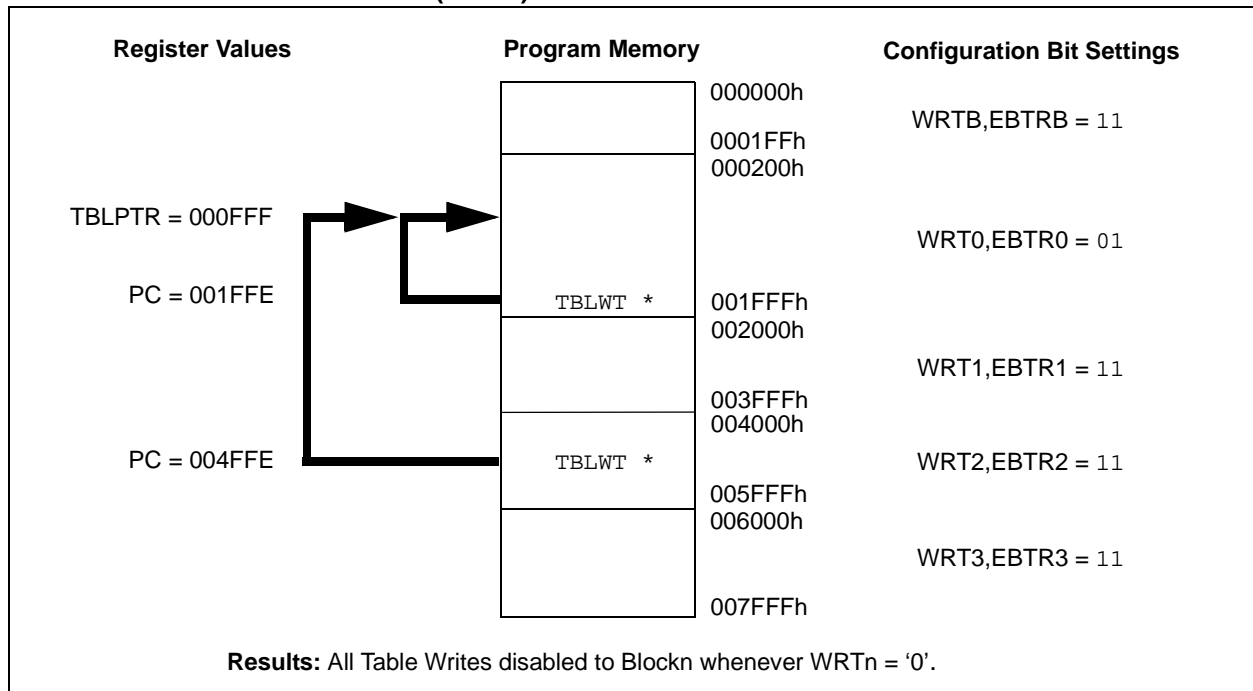 Register Values Program Memory Configuration Bit Settings
000000h
WRTB,EBTRB = 11
0001FFh
000200h
TBLPTR = 000FFF
WRT0,EBTR0 = 01
PC = 001FFE TBLWT * 001FFFh
002000h
WRT1,EBTR1 = 11
003FFFh
004000h
PC = 004FFE TBLWT * WRT2,EBTR2 = 11
005FFFh
006000h
WRT3,EBTR3 = 11
007FFFh
Results: All Table Writes disabled to Blockn whenever WRTn = ‘0’.